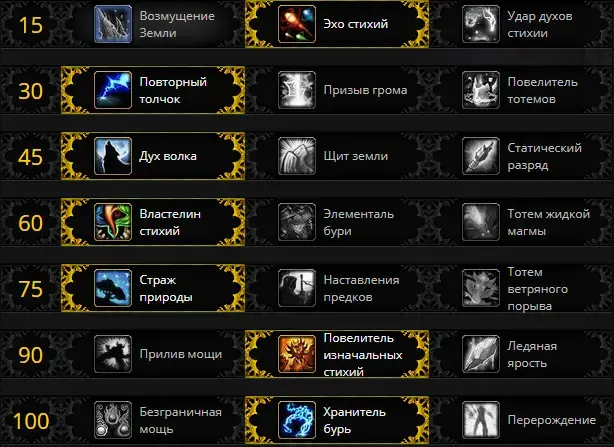 15
Возмущение
Земли
Эхо стихий
Удар духов
стихии
30
Повторный
толчок
Призыв грома
Повелитель
тотемов
45
Дух волка
Щит земли
Статический
разряд
60
Властелин
стихий
Элементаль
бури
Тотем жидкой
магмы
75
Страж
природы
Наставления
предков
Тотем
ветряного
порыва
90
Прилив мощи
Повелитель
изначальных
стихий
Ледяная
ярость
100
Безграничная
мощь
Хранитель
бурь
Перерождение